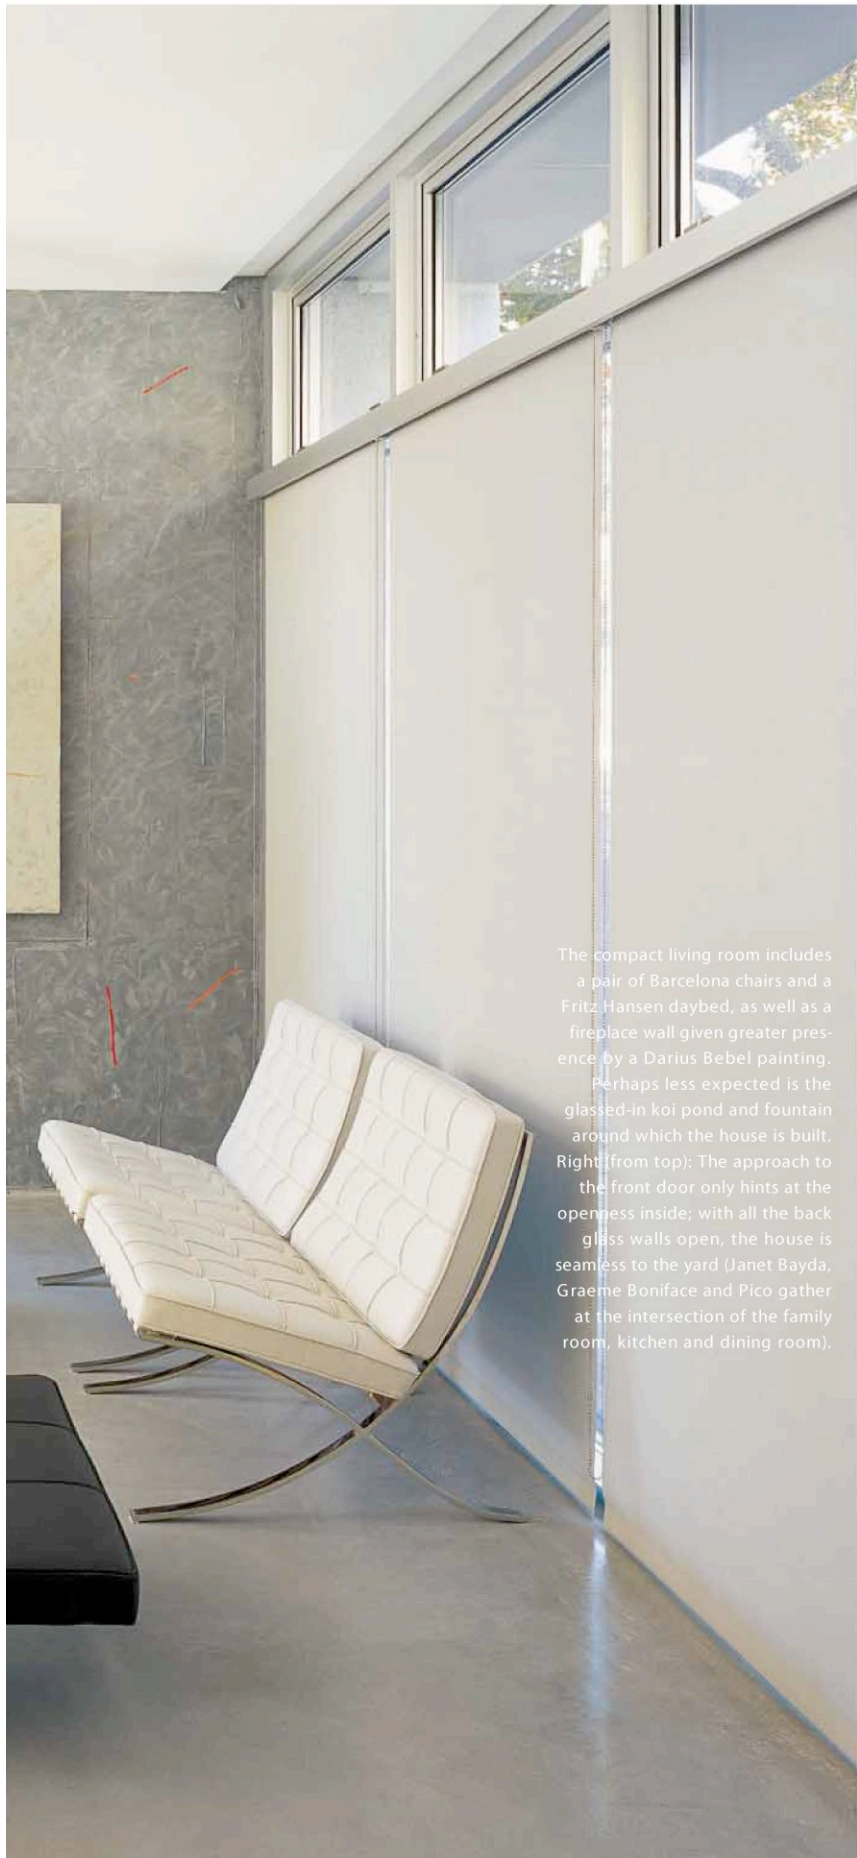 The compact living room includes
a pair of Barcelona chairs and a
Fritz Hansen daybed, as well as a
fireplace wall given greater pres-
ence by a Darius Bebel painting.
Perhaps less expected is the
glassed-in koi pond and fountain
around which the house is built.
Right (from top): The approach to
the front door only hints at the
openness inside; with all the back
glass walls open, the house is
seamless to the yard (Janet Bayda,
Graeme Boniface and Pico gather
at the intersection of the family
room, kitchen and dining room).